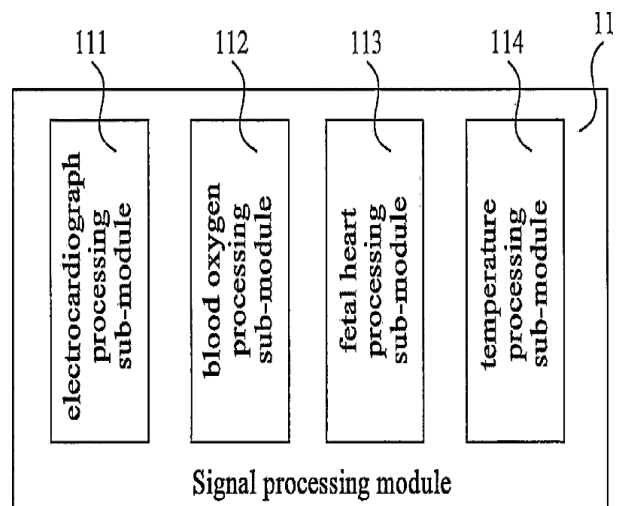 111
112
113
114
11
electrocardiograph
processing
sub-module
blood oxygen
processing
sub-module
fetal heart
processing
sub-module
temperature
processing
sub-module
Signal processing module